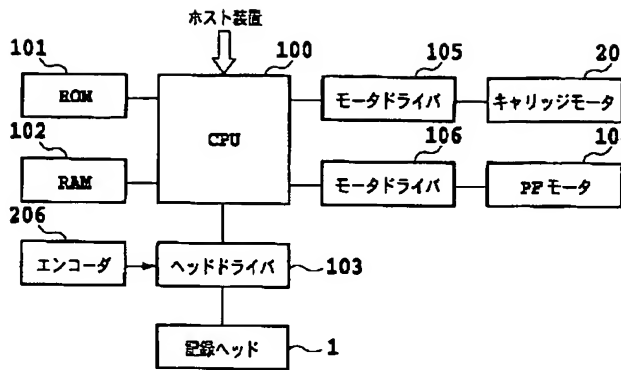 ホスト装置
101
100
105
20
ROM
CPU
モータドライバ
キャリッジモータ
102
106
10
RAM
モータドライバ
PFモータ
206
エンコーダ
ヘッドドライバ
103
記録ヘッド
1